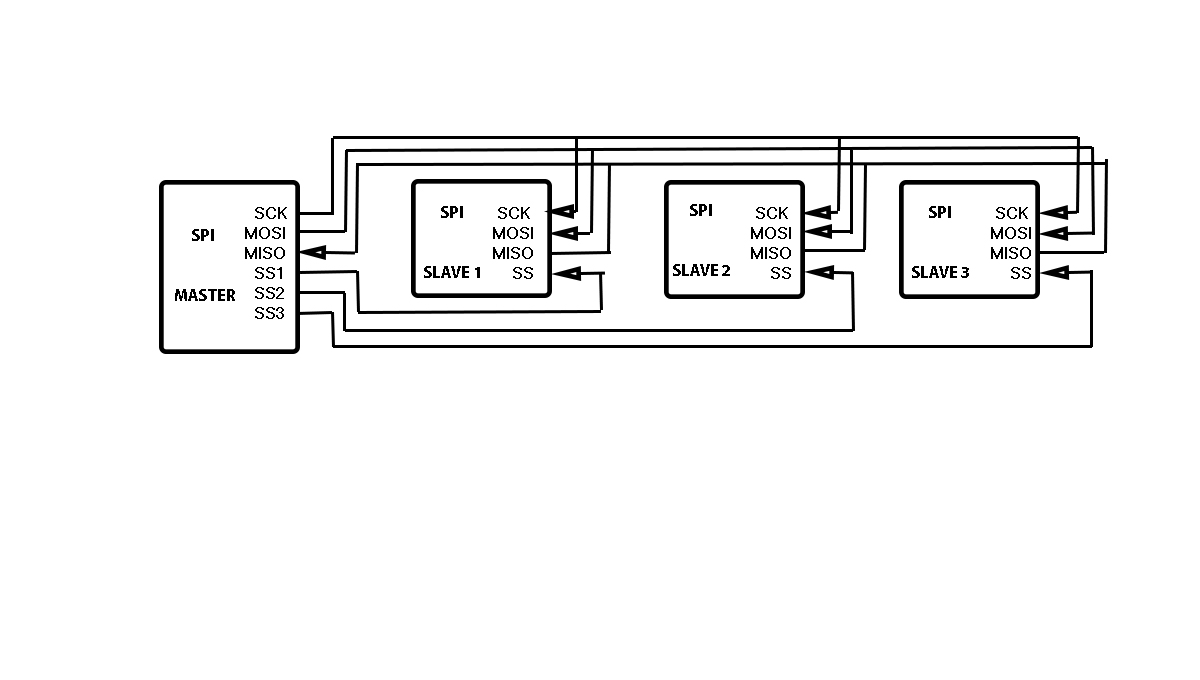 SPI
MASTER
SCK
MOSI
MISO
SS1
SS2
SS3
SPI
SLAVE 1
SCK
MOSI
MISO
SS
SPI
SLAVE 2
SCK
MOSI
MISO
SS
SPI
SLAVE 3
SCK
MOSI
MISO
SS